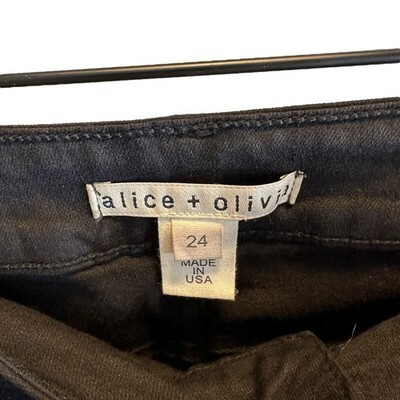 alice + olivia
24
MADE
IN
USA